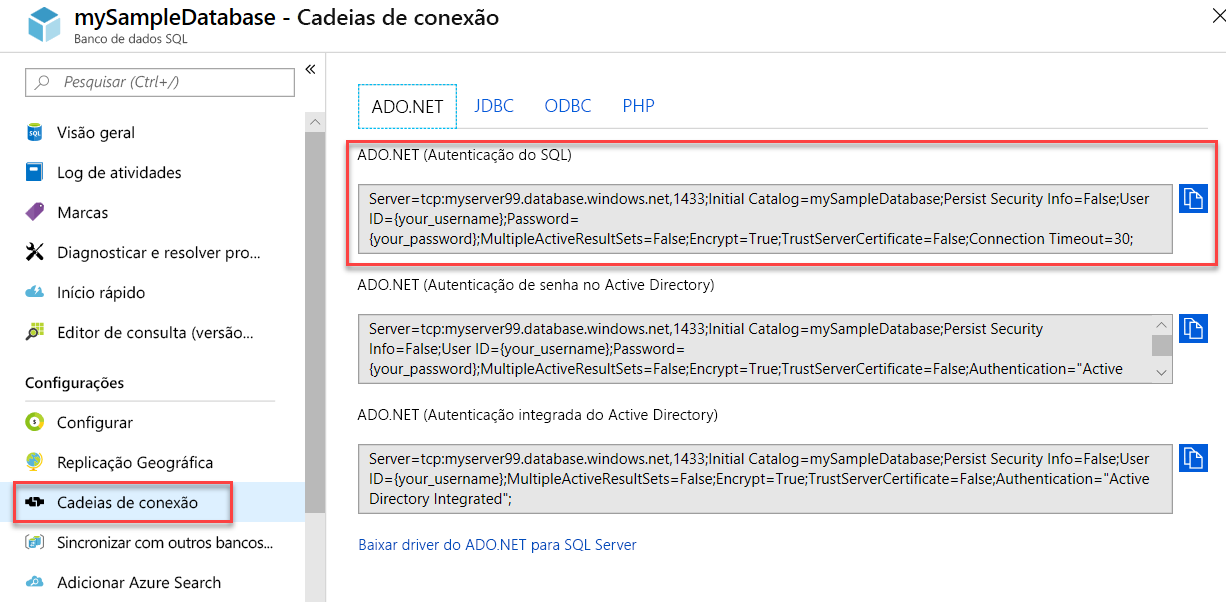 mySampleDatabase - Cadeias de conexão
Banco de dados SQL
Pesquisar (Ctrl+/)
Visão geral
Log de atividades
Marcas
Diagnosticar e resolver pro...
Início rápido
Editor de consulta (versão...
Configurações
Configurar
Replicação Geográfica
Cadeias de conexão
Sincronizar com outros bancos...
Adicionar Azure Search
ADO.NET JDBC ODBC PHP
ADO.NET (Autenticação do SQL)
Server=tcp:myserver99.database.windows.net,1433;Initial Catalog=mySampleDatabase;Persist Security Info=False;User
ID={your_username};Password=
{your_password};MultipleActiveResultSets=False;Encrypt=True;TrustServerCertificate=False;Connection Timeout=30;
ADO.NET (Autenticação de senha no Active Directory)
Server=tcp:myserver99.database.windows.net,1433;Initial Catalog=mySampleDatabase;Persist Security
Info=False;User ID={your_username};Password=
{your_password};MultipleActiveResultSets=False;Encrypt=True;TrustServerCertificate=False;Authentication="Active
ADO.NET (Autenticação integrada do Active Directory)
Server=tcp:myserver99.database.windows.net,1433;Initial Catalog=mySampleDatabase;Persist Security Info=False;User
ID={your_username};MultipleActiveResultSets=False;Encrypt=True;TrustServerCertificate=False;Authentication="Active
Directory Integrated";
Baixar driver do ADO.NET para SQL Server